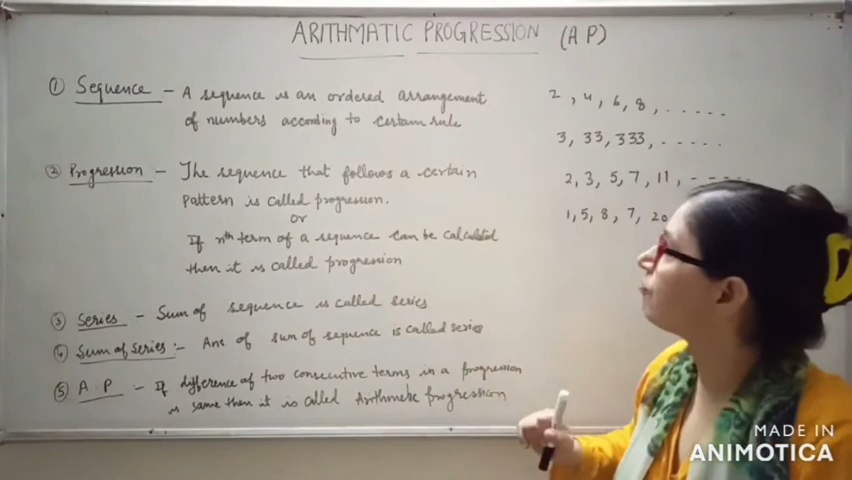 ARITHMATIC PROGRESSION (A P)
① Sequence - A sequence is an ordered arrangement
of numbers according to certain rule
② Progression - The sequence that follows a certain
pattern is called progression.
or
If nth term of a sequence can be calculated
then it is called progression
③ Series - Sum of sequence is called series
④ Sum of series :- Ans of sum of sequence is called series
⑤ A.P - If difference of two consecutive terms in a progression
is same then it is called Arithmetic progression
2, 4, 6, 8, . . . . .
3, 33, 333, - . . . .
2, 3, 5, 7, 11, - - - - -
1, 5, 8, 7, 20
MADE IN
ANIMOTICA